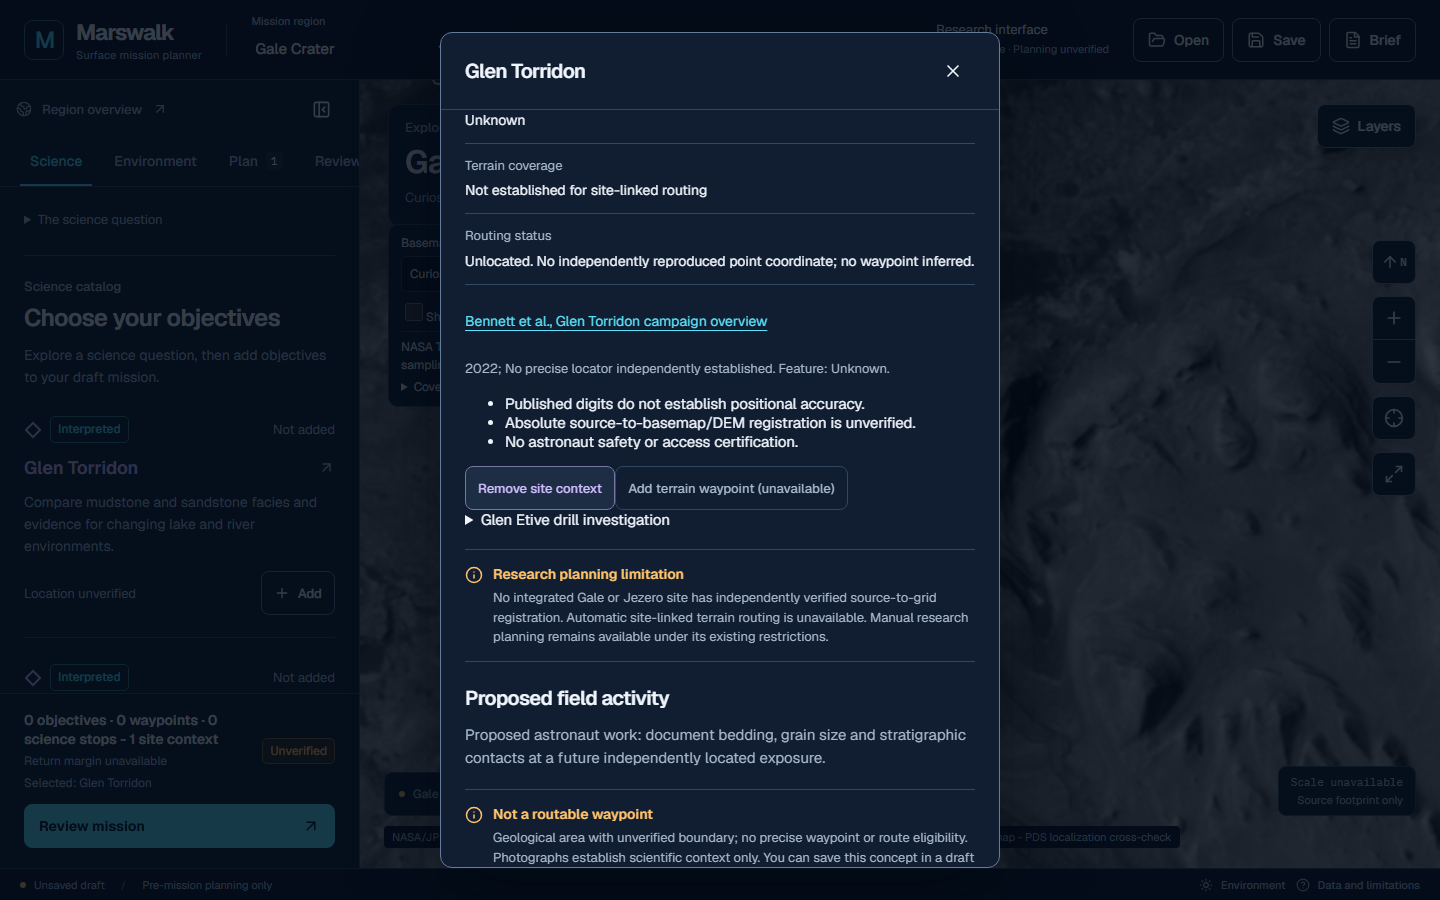 M
Marswalk
Surface mission planner
Mission region
Gale Crater
Research interface
· Planning unverified
Open
Save
Brief
Region overview
Science
Environment
Plan 1
Review
The science question
Science catalog
Choose your objectives
Explore a science question, then add objectives
to your draft mission.
Interpreted
Not added
Glen Torridon
Compare mudstone and sandstone facies and
evidence for changing lake and river
environments.
Location unverified
Add
Interpreted
Not added
0 objectives · 0 waypoints · 0
science stops - 1 site context
Unverified
Return margin unavailable
Selected: Glen Torridon
Review mission
Glen Torridon
Unknown
Terrain coverage
Not established for site-linked routing
Routing status
Unlocated. No independently reproduced point coordinate; no waypoint inferred.
Bennett et al., Glen Torridon campaign overview
2022; No precise locator independently established. Feature: Unknown.
• Published digits do not establish positional accuracy.
• Absolute source-to-basemap/DEM registration is unverified.
• No astronaut safety or access certification.
Remove site context
Add terrain waypoint (unavailable)
Glen Etive drill investigation
Research planning limitation
No integrated Gale or Jezero site has independently verified source-to-grid
registration. Automatic site-linked terrain routing is unavailable. Manual research
planning remains available under its existing restrictions.
Proposed field activity
Proposed astronaut work: document bedding, grain size and stratigraphic
contacts at a future independently located exposure.
Not a routable waypoint
Geological area with unverified boundary; no precise waypoint or route eligibility.
Photographs establish scientific context only. You can save this concept in a draft
Layers
N
Scale unavailable
Source footprint only
Gale
NASA/JP
- PDS localization cross-check
Unsaved draft / Pre-mission planning only
Environment
Data and limitations